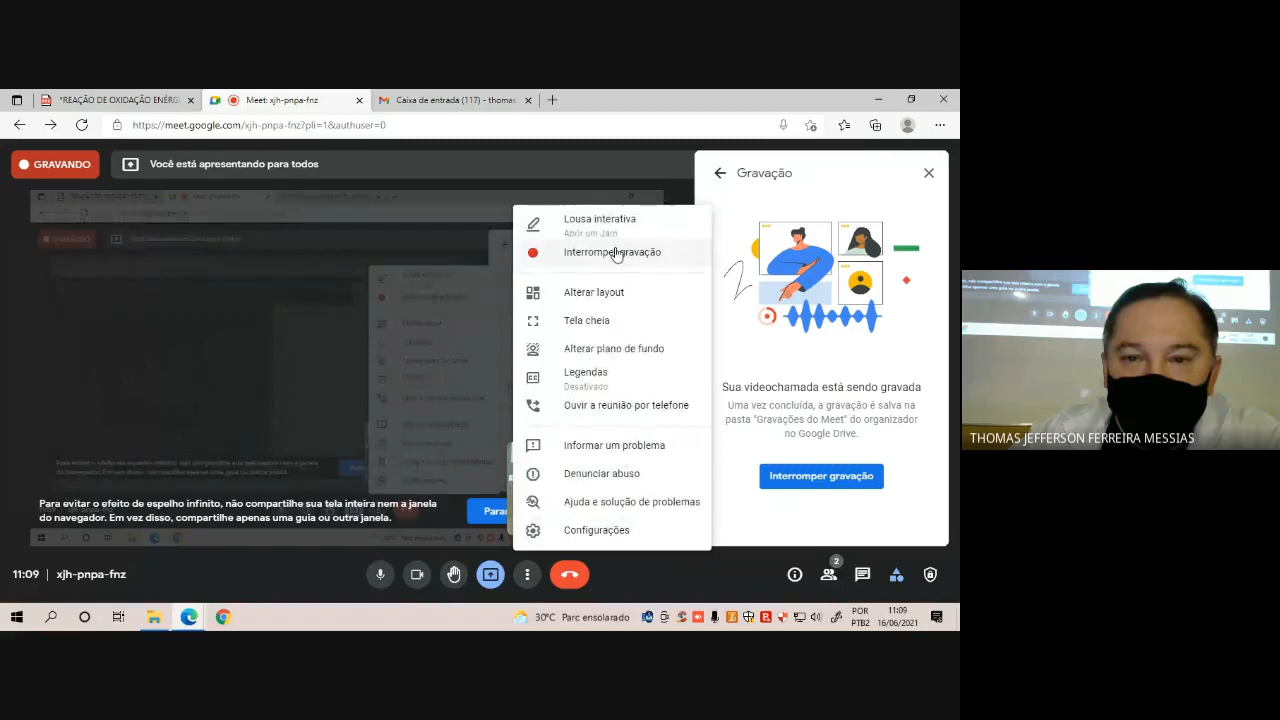 *REAÇÃO DE OXIDAÇÃO ENÉRG
Meet: xjh-pnpa-fnz
Caixa de entrada (117) - thomas
https://meet.google.com/xjh-pnpa-fnz?pli=1&authuser=0
GRAVANDO
Você está apresentando para todos
Gravação
Lousa interativa
Abrir um Jam
Interromper gravação
Alterar layout
Tela cheia
Alterar plano de fundo
Legendas
Desativado
Ouvir a reunião por telefone
Informar um problema
Denunciar abuso
Ajuda e solução de problemas
Configurações
Sua videochamada está sendo gravada
Uma vez concluída, a gravação é salva na
pasta "Gravações do Meet" do organizador
no Google Drive.
Interromper gravação
Para evitar o efeito de espelho infinito, não compartilhe sua tela inteira nem a janela
do navegador. Em vez disso, compartilhe apenas uma guia ou outra janela.
Parar
11:09 | xjh-pnpa-fnz
2
30°C Parc ensolarado
POR
PTB2
11:09
16/06/2021
THOMAS JEFFERSON FERREIRA MESSIAS